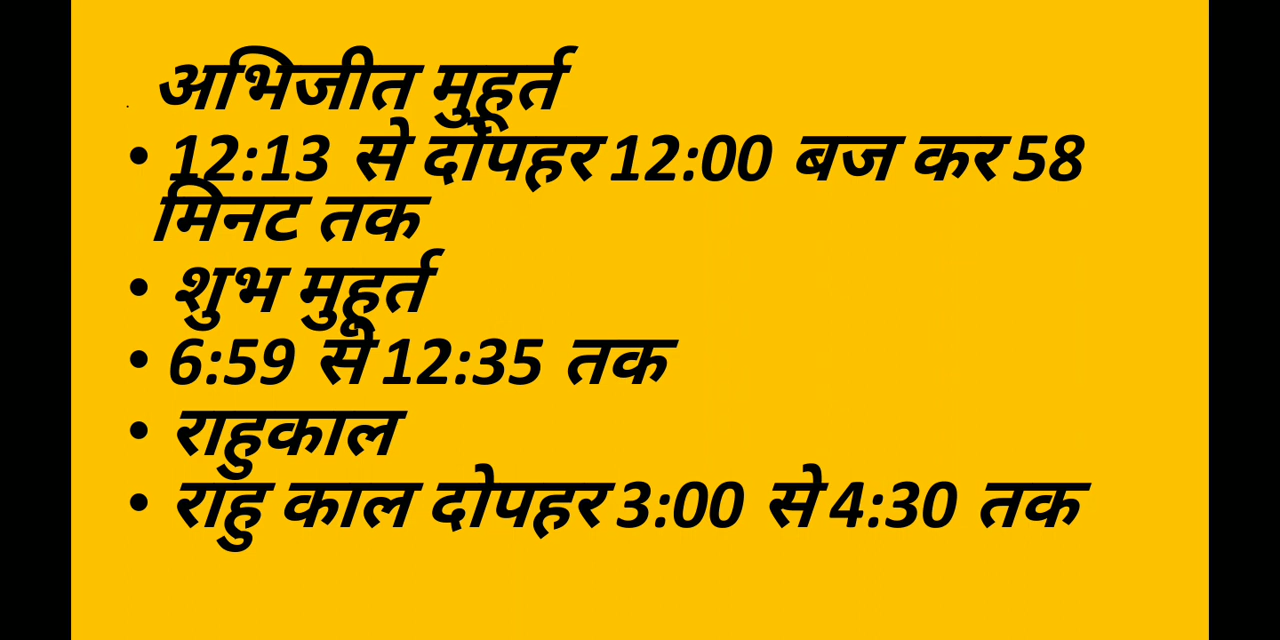 अभिजीत मुहूर्त
• 12:13 से दोपहर 12:00 बज कर 58
मिनट तक
• शुभ मुहूर्त
• 6:59 से 12:35 तक
• राहुकाल
• राहु काल दोपहर 3:00 से 4:30 तक